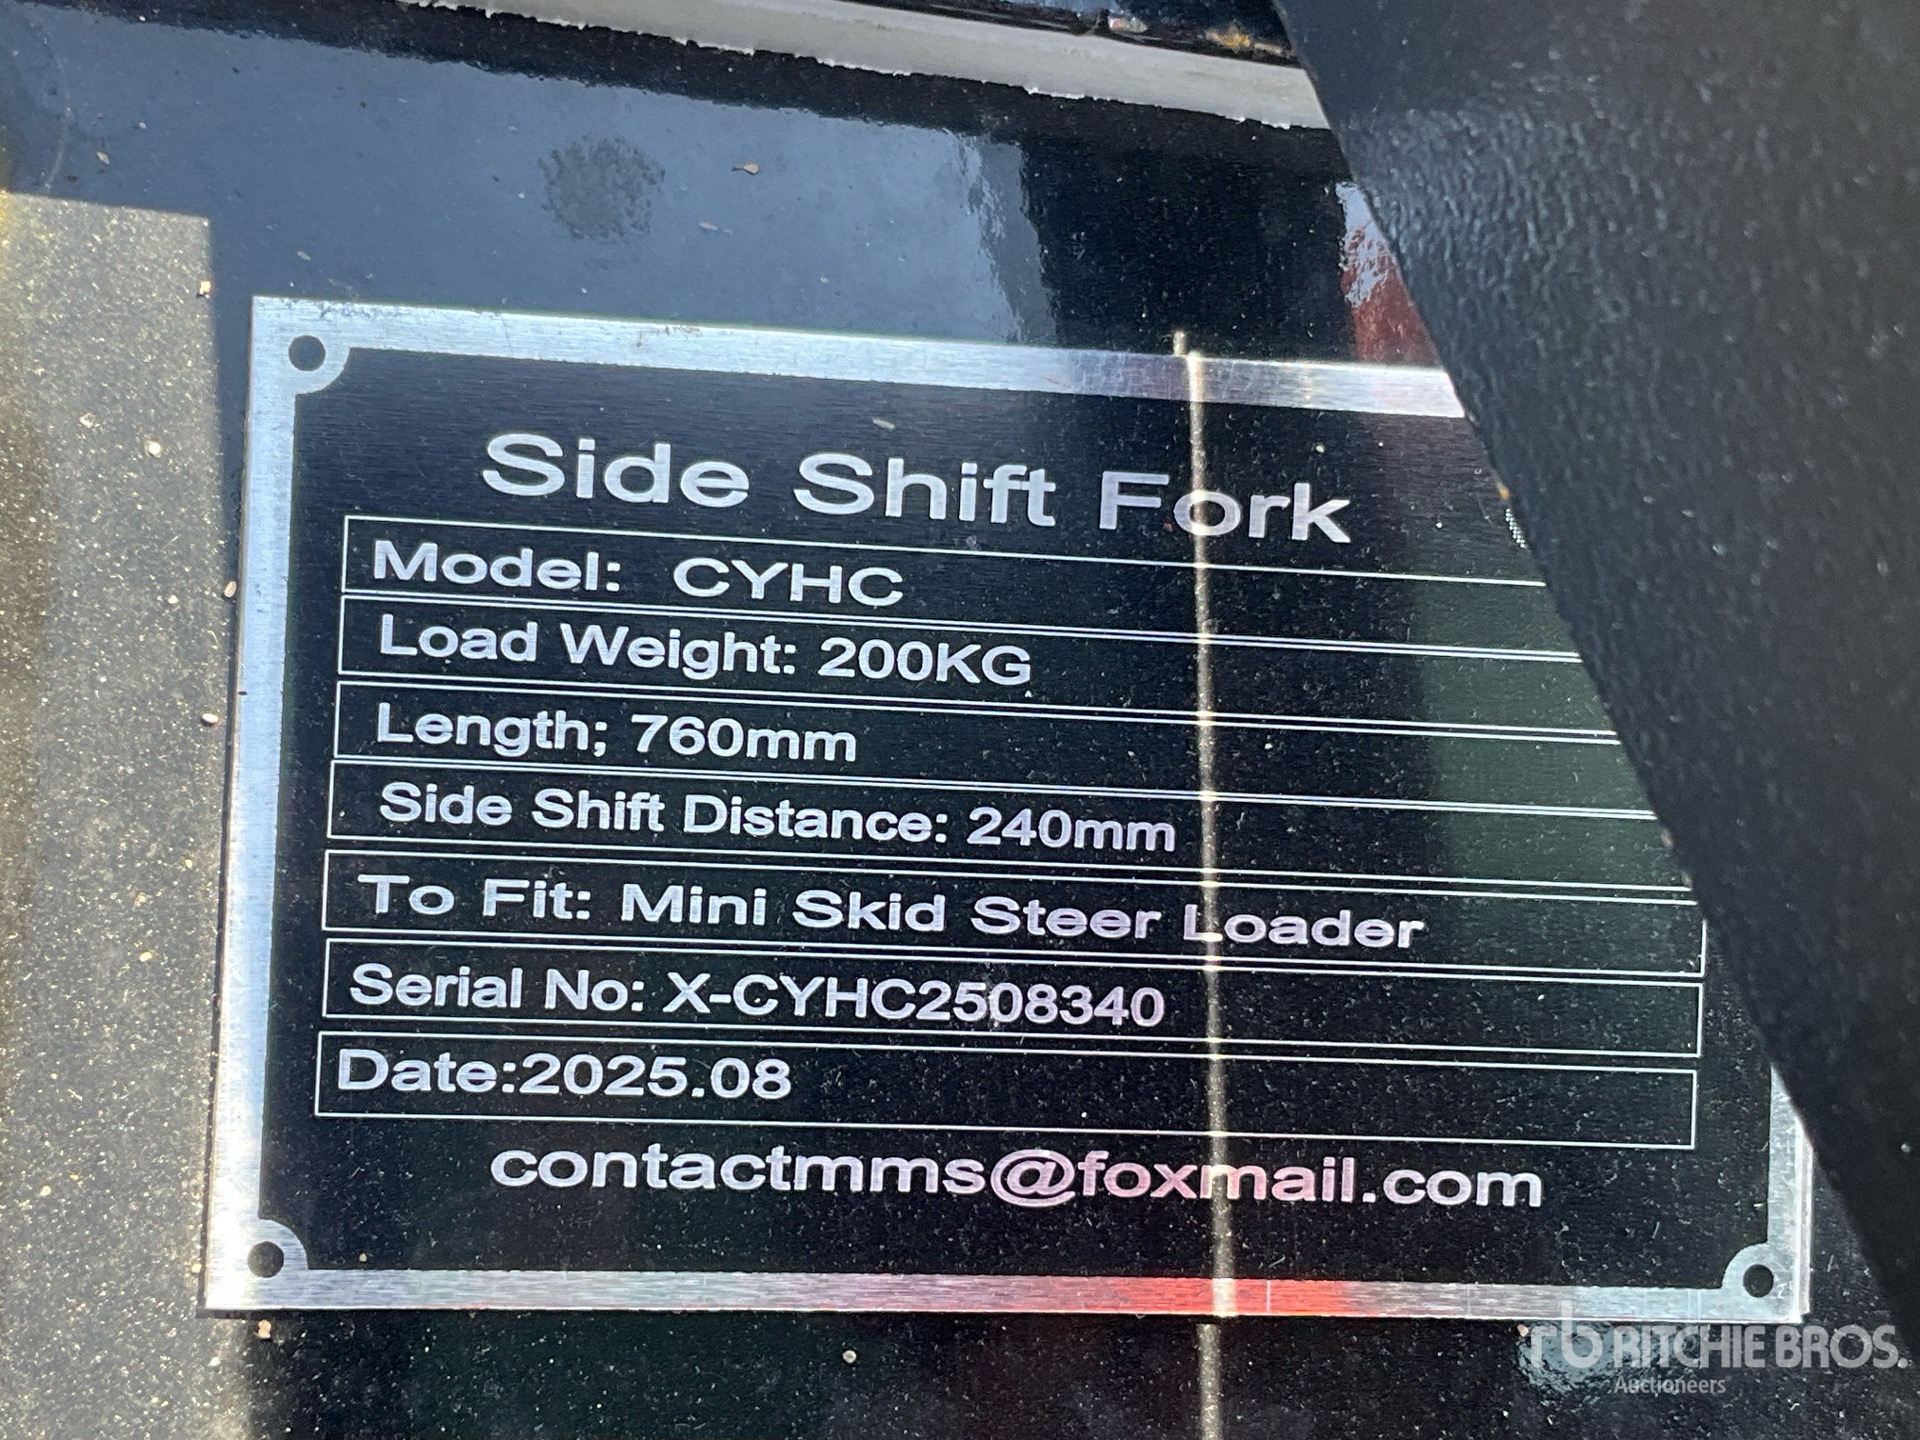 Side Shift Fork
Model: CYHC
Load Weight: 200KG
Length; 760mm
Side Shift Distance: 240mm
To Fit: Mini Skid Steer Loader
Serial No: X-CYHC2508340
Date:2025.08
contactmms@foxmail.com
rb RITCHIE BROS.
Auctioneers